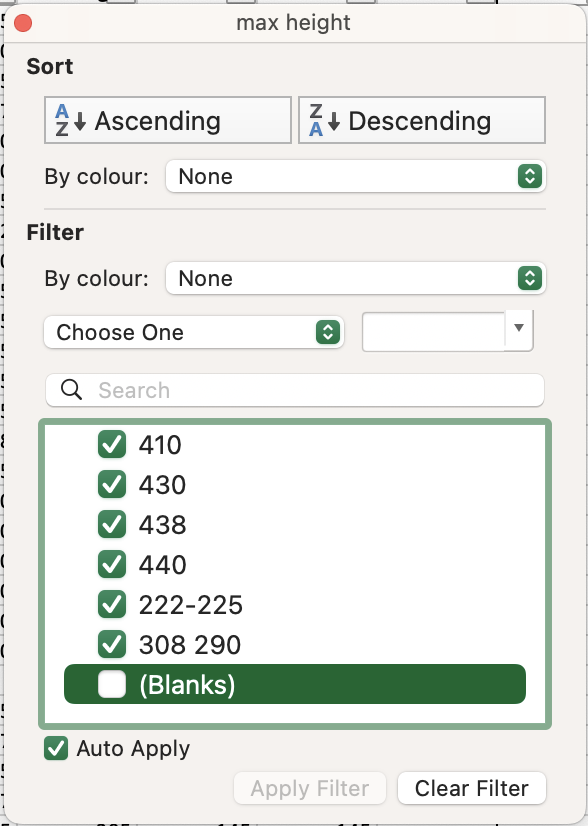 max height
Sort
A Z Ascending
Z A Descending
By colour: None
Filter
By colour: None
Choose One
Search
410
430
438
440
222-225
308 290
(Blanks)
Auto Apply
Apply Filter Clear Filter